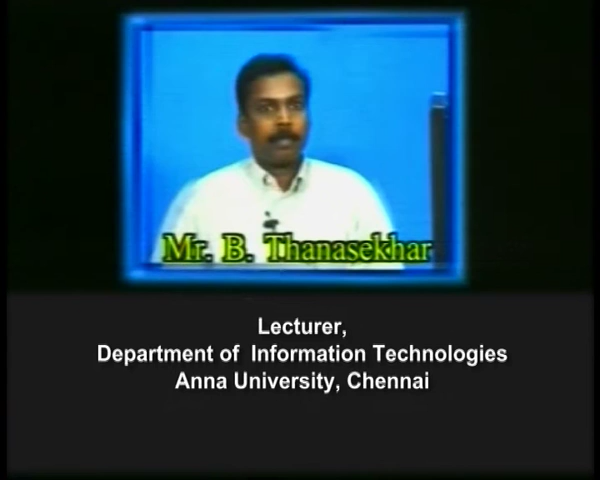 Mr. B. Thanasekhar
Lecturer,
Department of Information Technologies
Anna University, Chennai